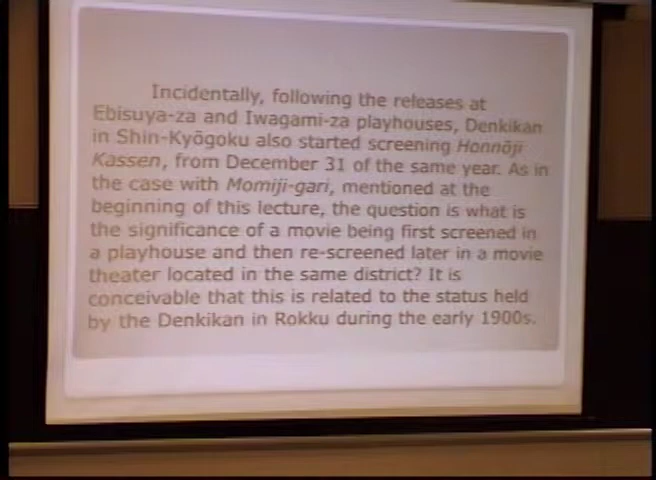 Incidentally, following the releases at
Ebisuya-za and Iwagami-za playhouses, Denkikan
in Shin-Kyōgoku also started screening Honnōji
Kassen, from December 31 of the same year. As in
the case with Momiji-gari, mentioned at the
beginning of this lecture, the question is what is
the significance of a movie being first screened in
a playhouse and then re-screened later in a movie
theater located in the same district? It is
conceivable that this is related to the status held
by the Denkikan in Rokku during the early 1900s.